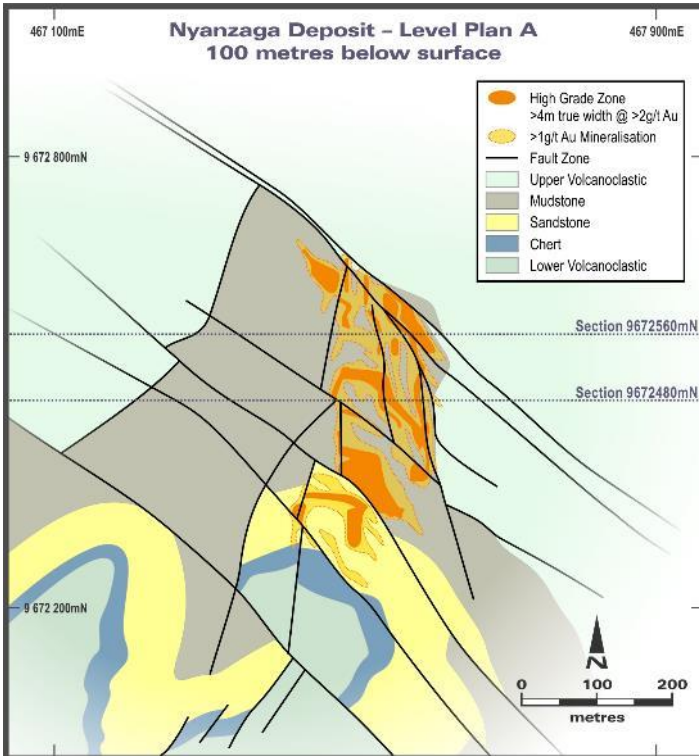 467 100mE
Nyanzaga Deposit – Level Plan A
467 900mE
100 metres below surface
High Grade Zone
>4m true width @ >2g/t Au
>1g/t Au Mineralisation
Fault Zone
Upper Volcanoclastic
Mudstone
Sandstone
Chert
Lower Volcanoclastic
9 672 800mN
Section 9672560mN
Section 9672480mN
9 672 200mN
N
0 100 200
metres